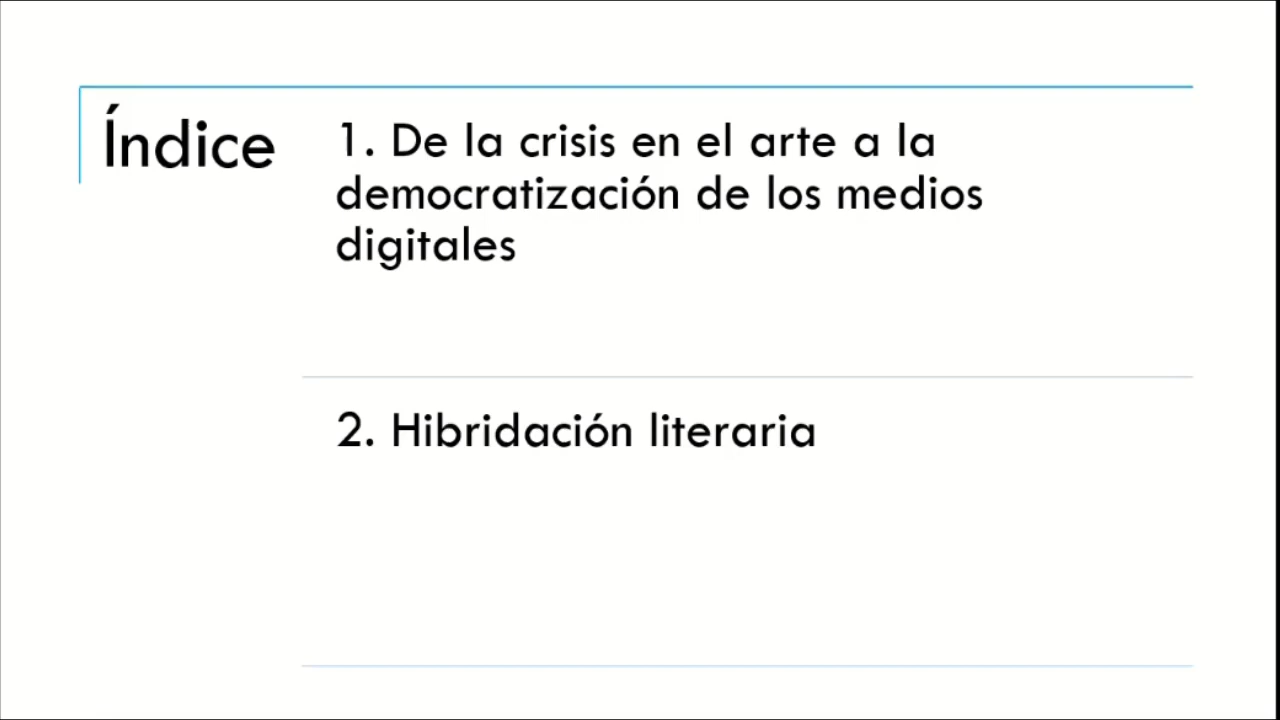 Índice
1. De la crisis en el arte a la
democratización de los medios
digitales
2. Hibridación literaria